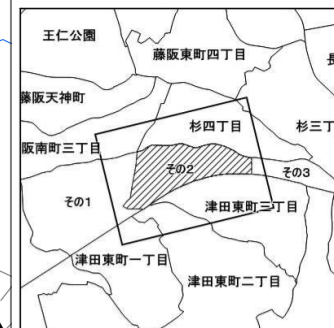 王仁公園
藤阪東町四丁目
長
藤阪天神町
杉四丁目
杉三丁
阪南町三丁目
その2
その3
その1
津田東町三丁目
津田東町一丁目
津田東町二丁目